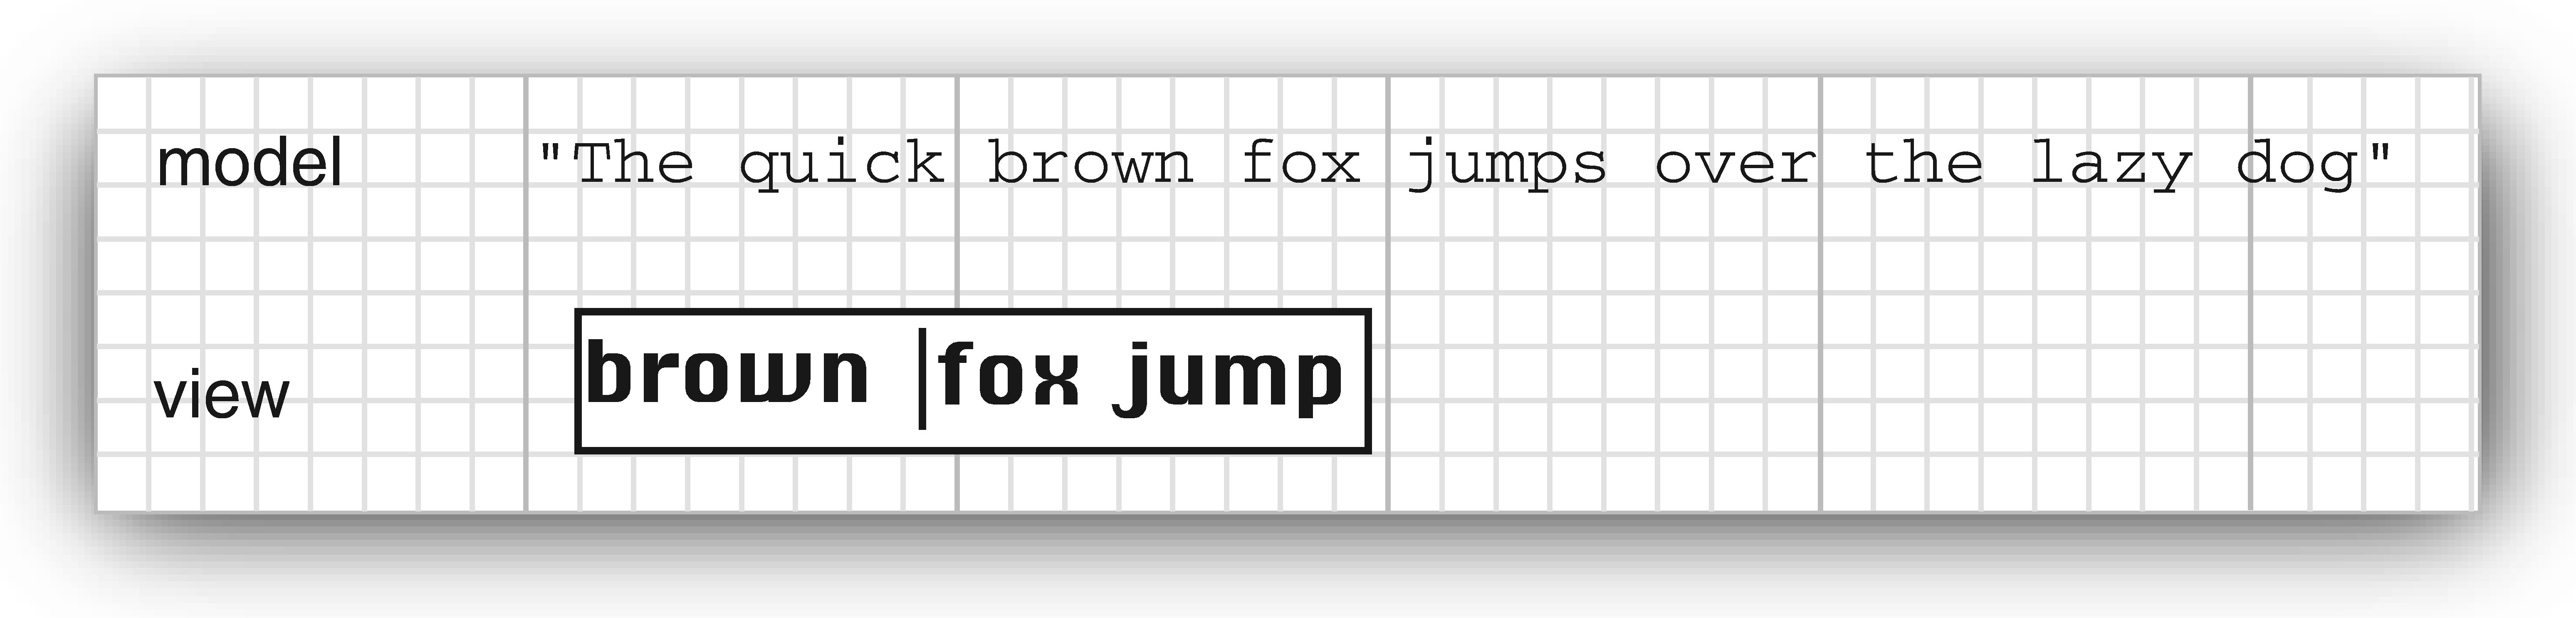 model "The quick brown fox jumps over the lazy dog"
view brown |fox jump